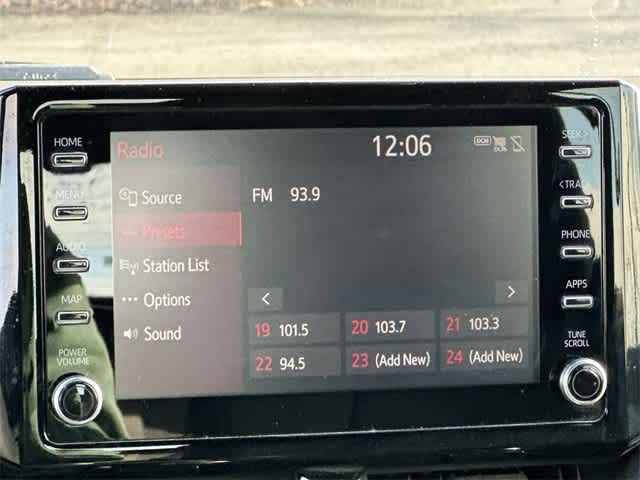 HOME
MENU
AUDIO
MAP
POWER
VOLUME
Radio
12:06
DCM
Source
Presets
Station List
Options
Sound
FM 93.9
< >
19 101.5 20 103.7 21 103.3
22 94.5 23 (Add New) 24 (Add New)
SEEK >
< TRACK
PHONE
APPS
TUNE
SCROLL